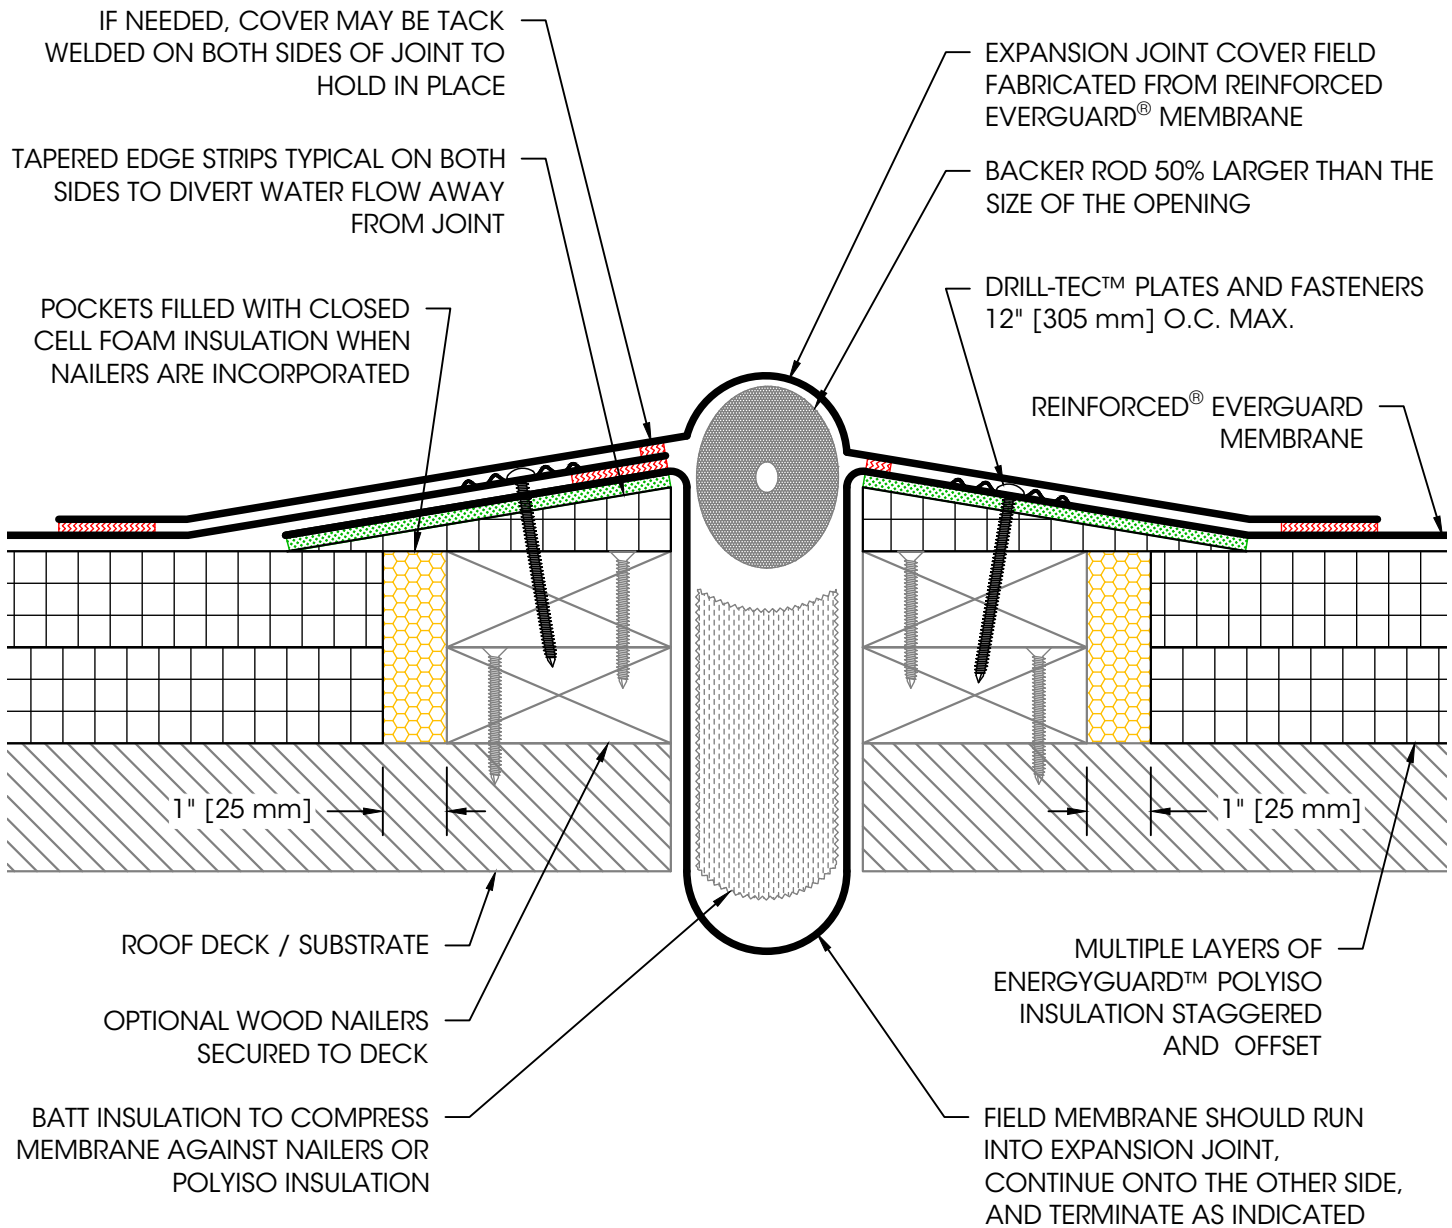 IF NEEDED, COVER MAY BE TACK
WELDED ON BOTH SIDES OF JOINT TO
HOLD IN PLACE
TAPERED EDGE STRIPS TYPICAL ON BOTH
SIDES TO DIVERT WATER FLOW AWAY
FROM JOINT
POCKETS FILLED WITH CLOSED
CELL FOAM INSULATION WHEN
NAILERS ARE INCORPORATED
EXPANSION JOINT COVER FIELD
FABRICATED FROM REINFORCED
EVERGUARD® MEMBRANE
BACKER ROD 50% LARGER THAN THE
SIZE OF THE OPENING
DRILL-TEC™ PLATES AND FASTENERS
12" [305 mm] O.C. MAX.
REINFORCED® EVERGUARD
MEMBRANE
1" [25 mm]
1" [25 mm]
ROOF DECK / SUBSTRATE
OPTIONAL WOOD NAILERS
SECURED TO DECK
BATT INSULATION TO COMPRESS
MEMBRANE AGAINST NAILERS OR
POLYISO INSULATION
MULTIPLE LAYERS OF
ENERGYGUARD™ POLYISO
INSULATION STAGGERED
AND OFFSET
FIELD MEMBRANE SHOULD RUN
INTO EXPANSION JOINT,
CONTINUE ONTO THE OTHER SIDE,
AND TERMINATE AS INDICATED